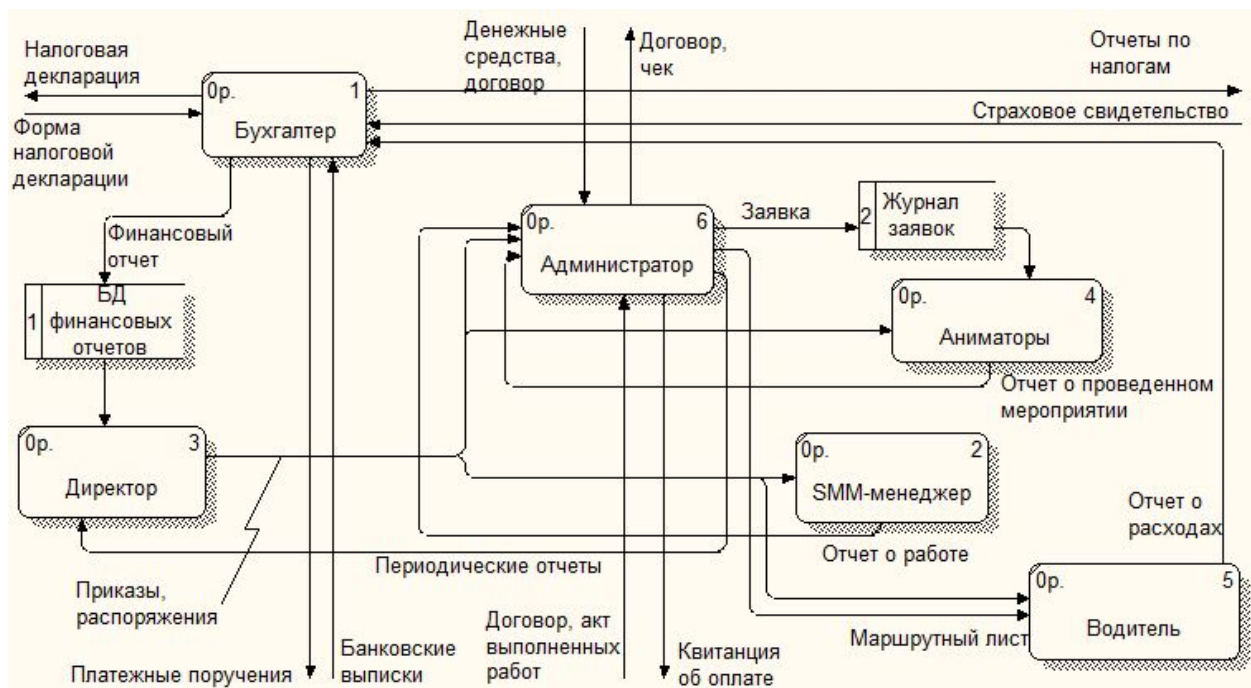 Налоговая
декларация
Форма
налоговой
декларации
0р. 1
Бухгалтер
Денежные
средства,
договор
Договор,
чек
Отчеты по
налогам
Страховое свидетельство
Финансовый
отчет
1
БД
финансовых
отчетов
0р. 6
Администратор
Заявка
2
Журнал
заявок
0р. 4
Аниматоры
Отчет о проведенном
мероприятии
0р. 3
Директор
0р. 2
SMM-менеджер
Отчет о работе
Отчет о
расходах
Периодические отчеты
Приказы,
распоряжения
0р. 5
Водитель
Маршрутный лист
Платежные поручения
Банковские
выписки
Договор, акт
выполненных
работ
Квитанция
об оплате